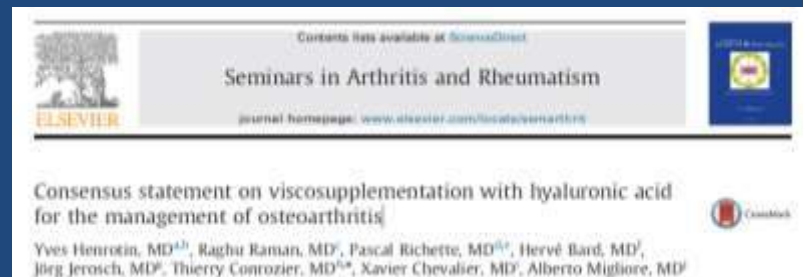 Contents lists available at ScienceDirect
Seminars in Arthritis and Rheumatism
ELSEVIER
journal homepage: www.elsevier.com/locate/semarthrit
Consensus statement on viscosupplementation with hyaluronic acid
for the management of osteoarthritis
CrossMark
Yves Henrotin, MD a,b, Raghu Raman, MD c, Pascal Richette, MD d,e, Hervé Bard, MD f,
Jörg Jerosch, MD g, Thierry Conrozier, MD h,*, Xavier Chevalier, MD i, Alberto Migliore, MD j